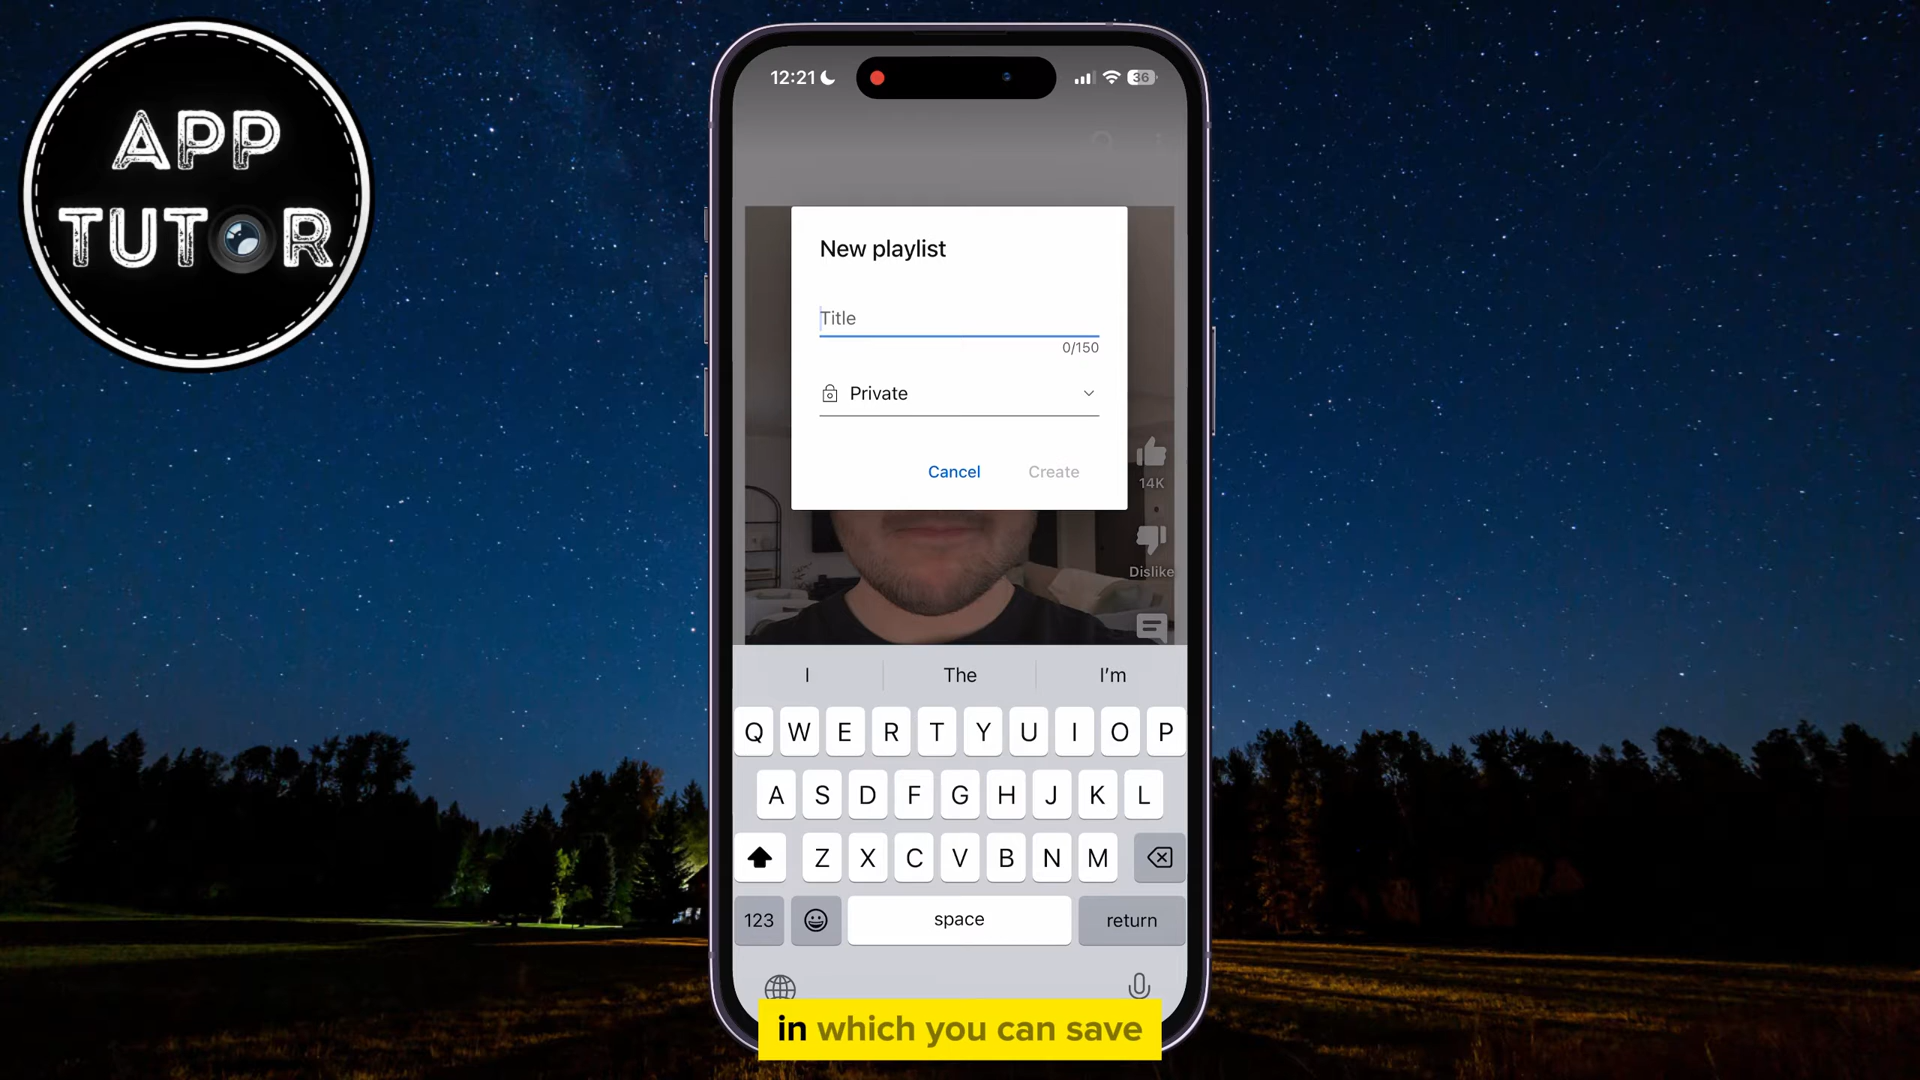 APP
TUTOR
12:21
36
New playlist
Title
0/150
Private
Cancel
Create
14K
Dislike
I
The
I'm
Q W E R T Y U I O P
A S D F G H J K L
Z X C V B N M
123
space
return
in which you can save